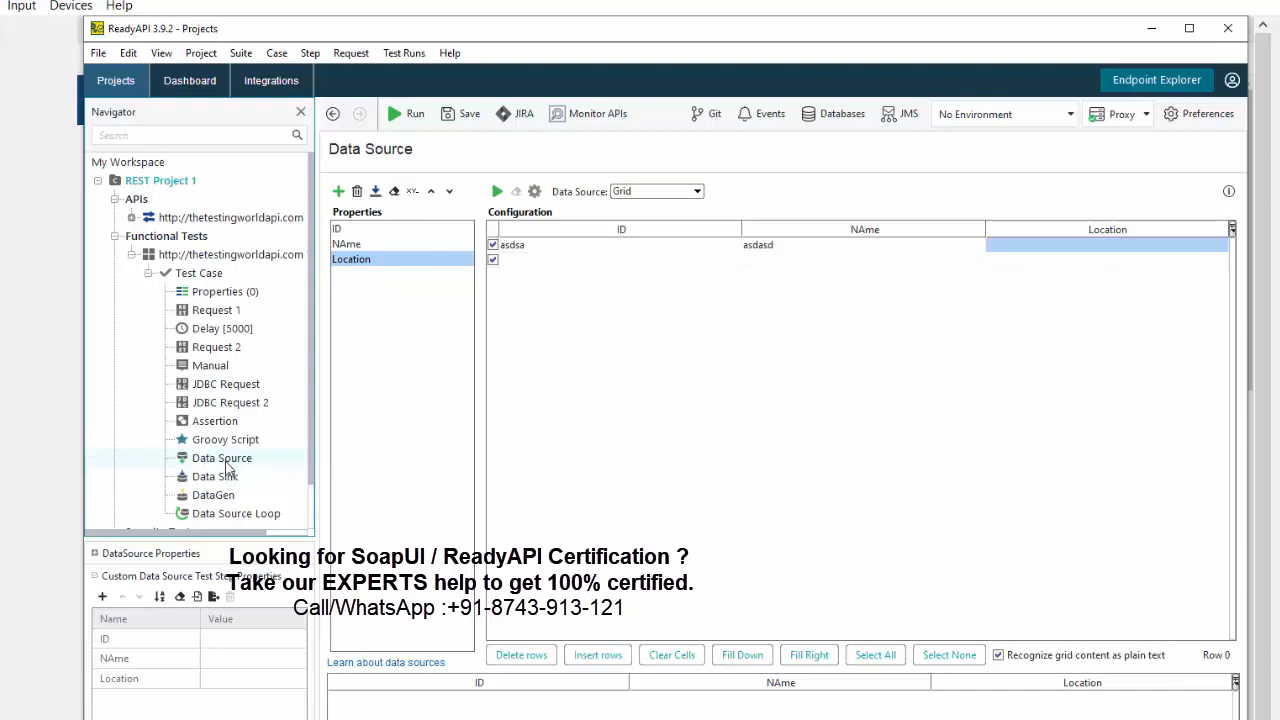 Input Devices Help
ReadyAPI 3.9.2 - Projects
File Edit View Project Suite Case Step Request Test Runs Help
Projects Dashboard Integrations Endpoint Explorer
Navigator
Run Save JIRA Monitor APIs Git Events Databases JMS No Environment Proxy Preferences
Search
Data Source
My Workspace
REST Project 1
APIs
http://thetestingworldapi.com
Functional Tests
http://thetestingworldapi.com
Test Case
Properties (0)
Request 1
Delay [5000]
Request 2
Manual
JDBC Request
JDBC Request 2
Assertion
Groovy Script
Data Source
Data Sink
DataGen
Data Source Loop
XY- Data Source: Grid
Properties Configuration
ID
NAme
Location
ID NAme Location
asdsa asdasd
DataSource Properties
Custom Data Source Test Step Properties
Name Value
ID
NAme
Location
Looking for SoapUI / ReadyAPI Certification ?
Take our EXPERTS help to get 100% certified.
Call/WhatsApp :+91-8743-913-121
Delete rows Insert rows Clear Cells Fill Down Fill Right Select All Select None Recognize grid content as plain text Row 0
Learn about data sources
ID NAme Location